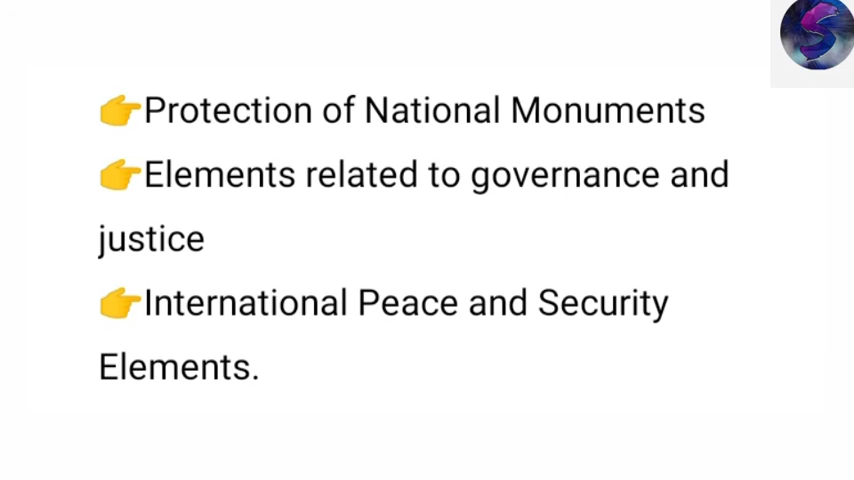 👉Protection of National Monuments
👉Elements related to governance and
justice
👉International Peace and Security
Elements.